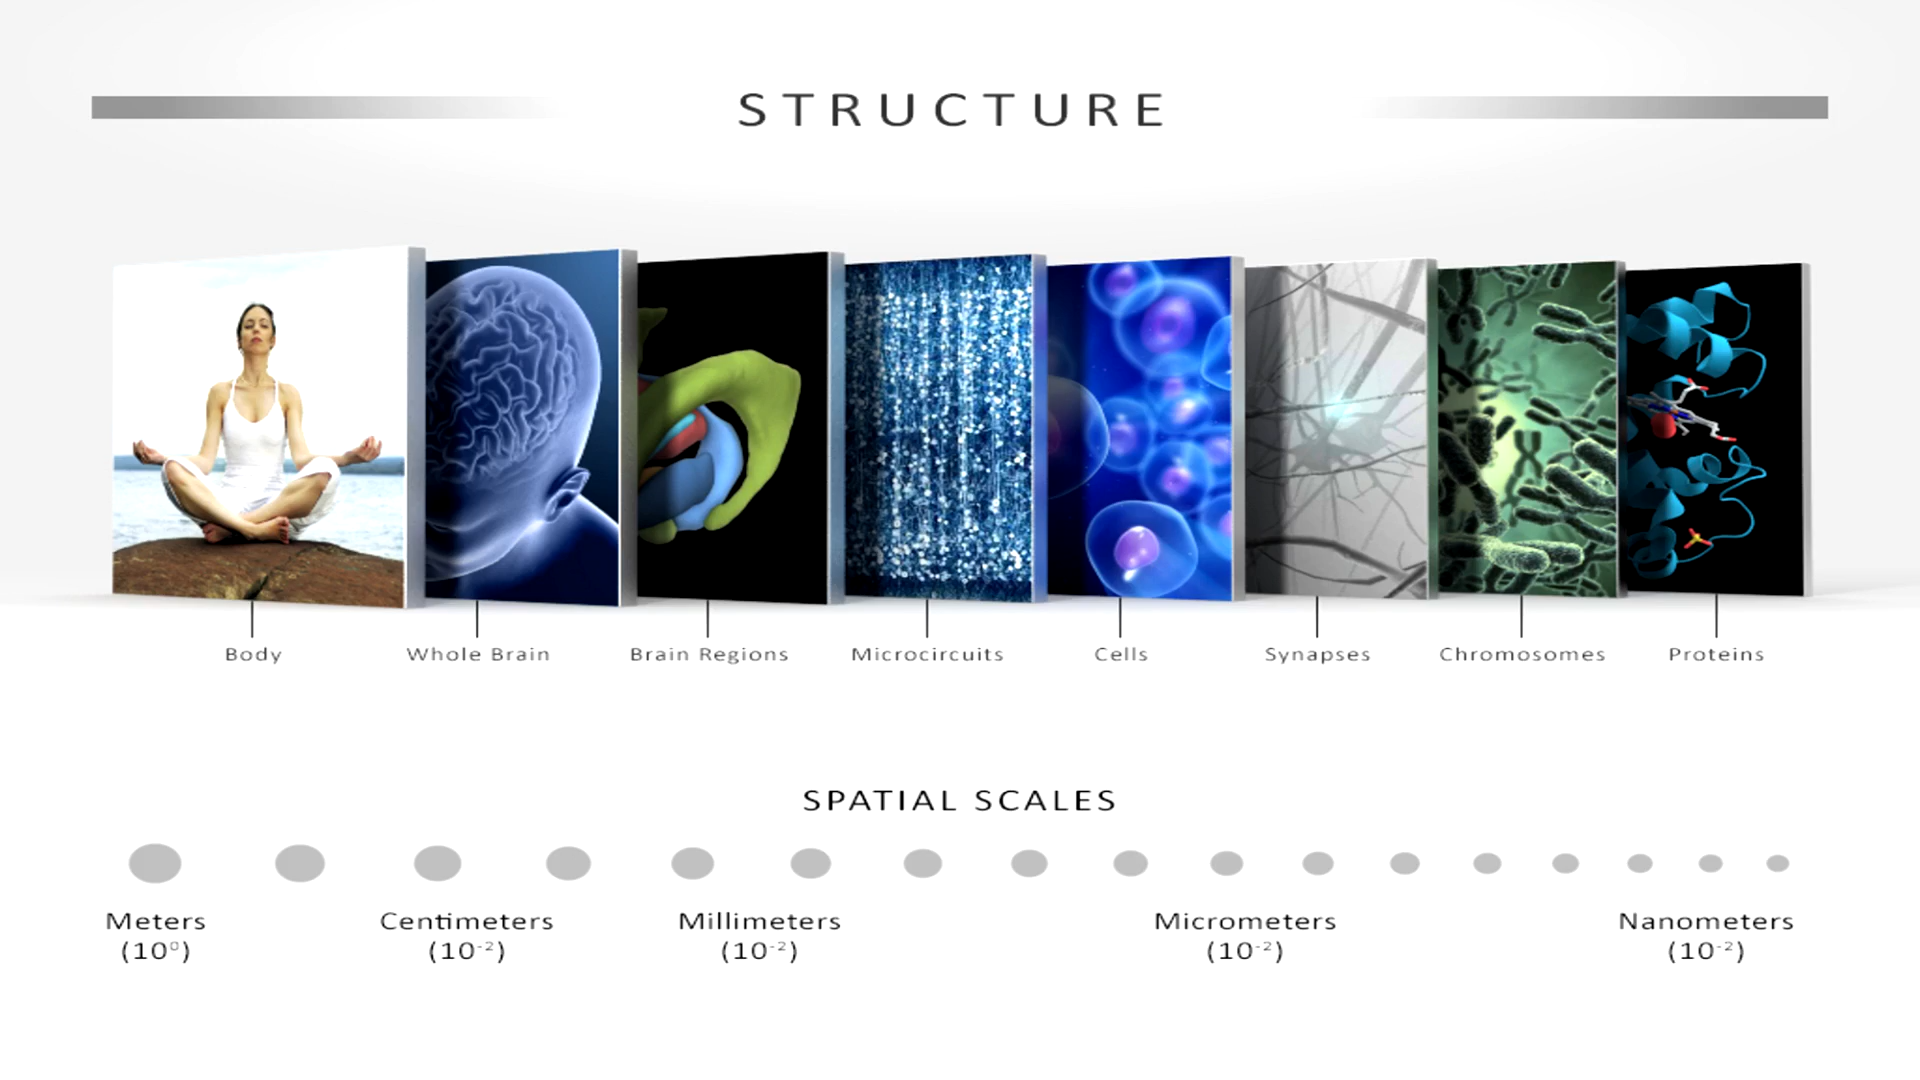 STRUCTURE
Body
Whole Brain
Brain Regions
Microcircuits
Cells
Synapses
Chromosomes
Proteins
SPATIAL SCALES
Meters
(10⁰)
Centimeters
(10⁻²)
Millimeters
(10⁻²)
Micrometers
(10⁻²)
Nanometers
(10⁻²)